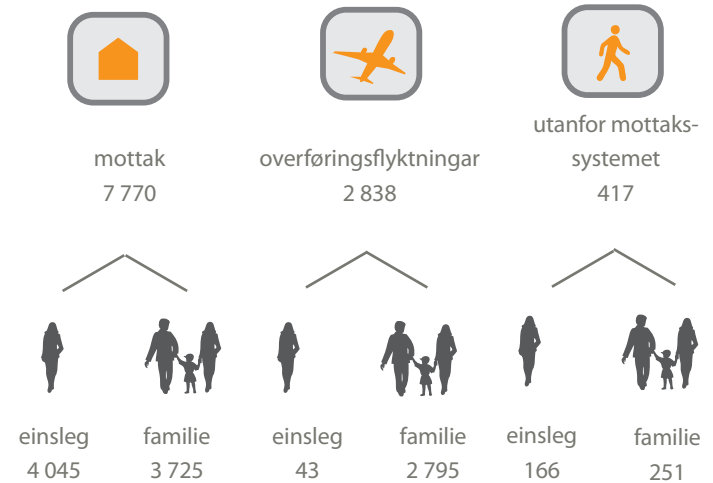 mottak
7 770
overføringsflyktningar
2 838
utanfor mottaks-
systemet
417
einsleg
4 045
familie
3 725
einsleg
43
familie
2 795
einsleg
166
familie
251